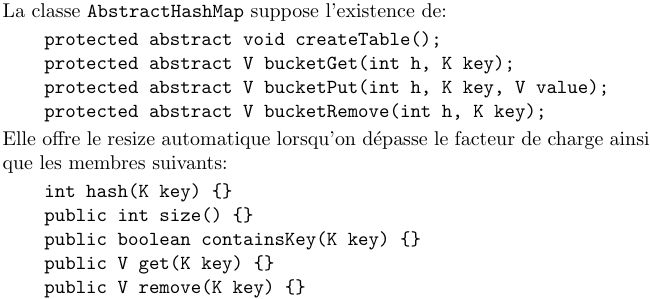 La classe AbstractHashMap suppose l'existence de:
protected abstract void createTable();
protected abstract V bucketGet(int h, K key);
protected abstract V bucketPut(int h, K key, V value);
protected abstract V bucketRemove(int h, K key);
Elle offre le resize automatique lorsqu'on dépasse le facteur de charge ainsi
que les membres suivants:
int hash(K key) {}
public int size() {}
public boolean containsKey(K key) {}
public V get(K key) {}
public V remove(K key) {}